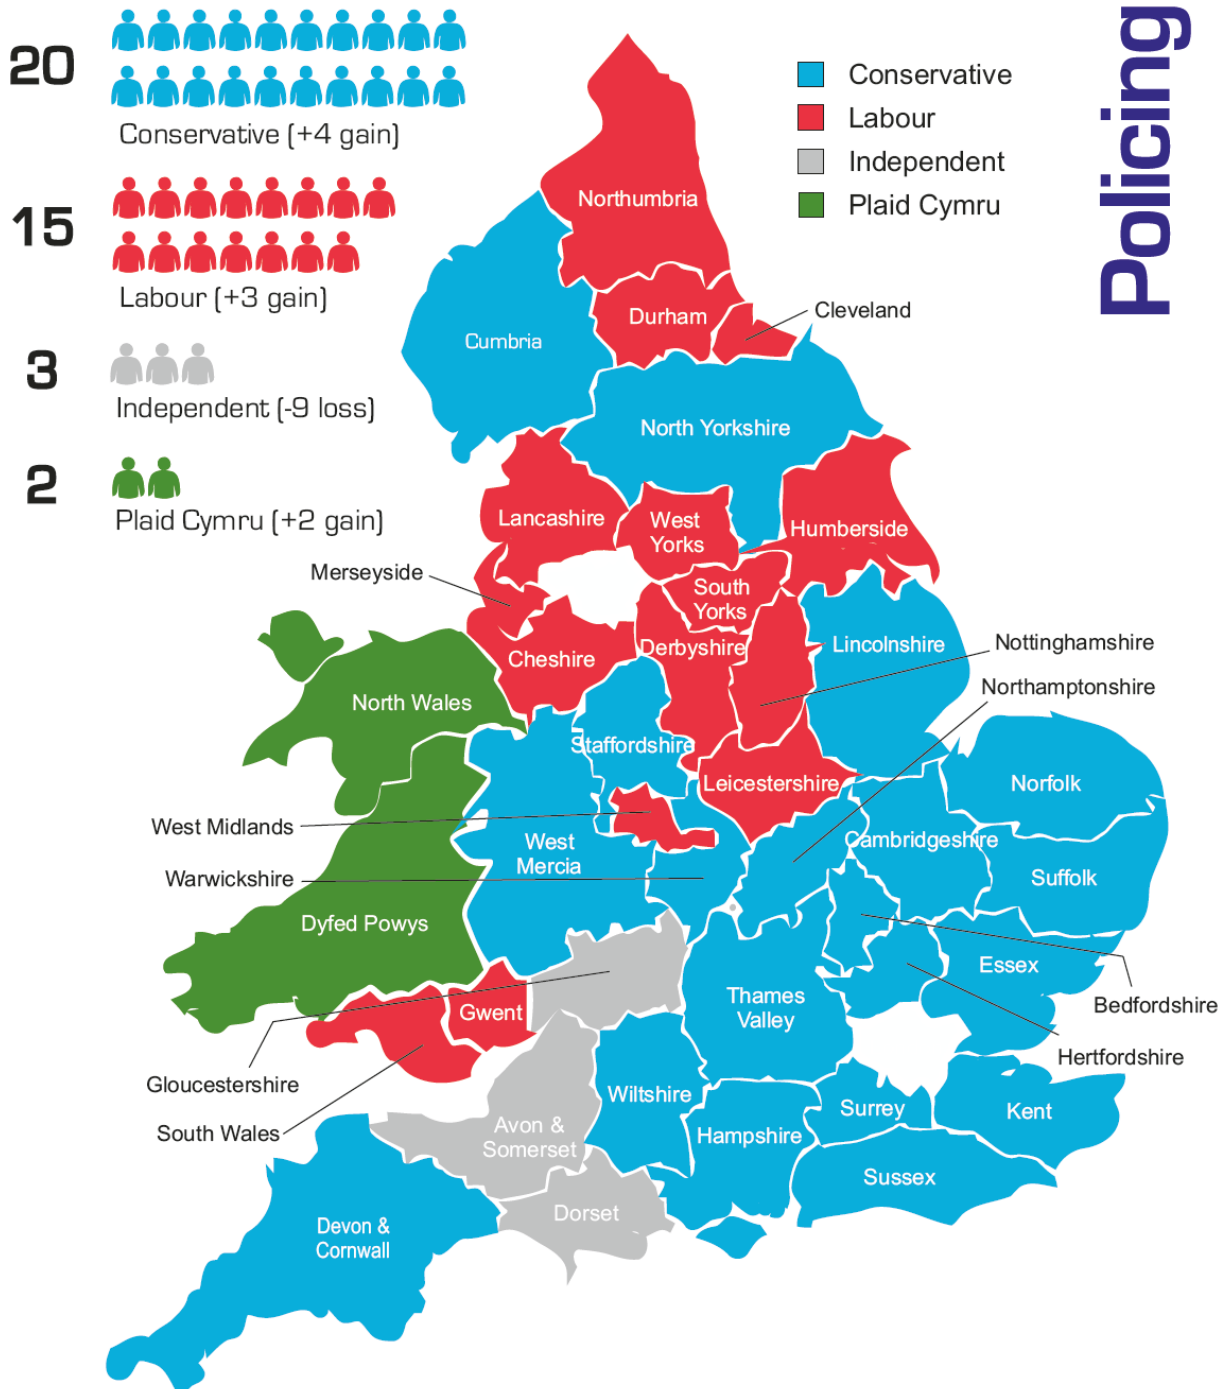 Policing
20
Conservative (+4 gain)
15
Labour (+3 gain)
3
Independent (-9 loss)
2
Plaid Cymru (+2 gain)
Conservative
Labour
Independent
Plaid Cymru
Northumbria
Durham
Cleveland
Cumbria
North Yorkshire
Lancashire
West
Yorks
Humberside
Merseyside
South
Yorks
Cheshire
Derbyshire
Lincolnshire
Nottinghamshire
Northamptonshire
North Wales
Staffordshire
Leicestershire
Norfolk
West Midlands
West
Mercia
Cambridgeshire
Warwickshire
Suffolk
Dyfed Powys
Essex
Bedfordshire
Gwent
Thames
Valley
Hertfordshire
Gloucestershire
Wiltshire
Surrey
Kent
South Wales
Avon &
Somerset
Hampshire
Sussex
Dorset
Devon &
Cornwall